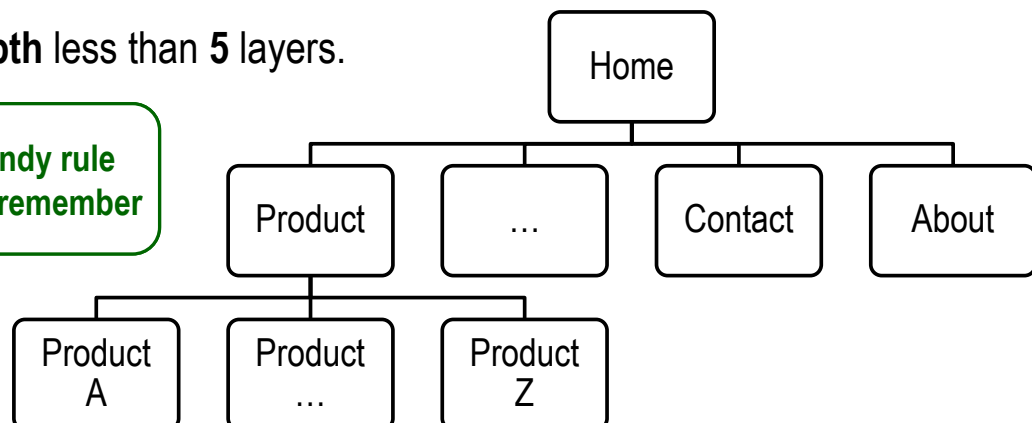 oth less than 5 layers.
ndy rule
remember
Home
Product
…
Contact
About
Product
A
Product
…
Product
Z